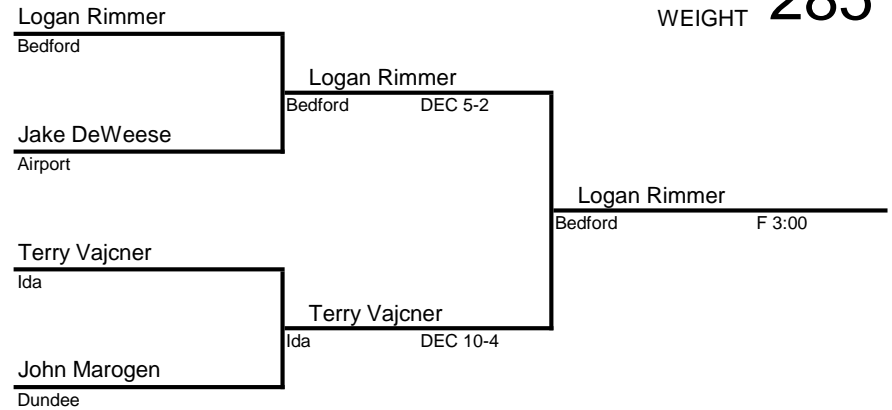 WEIGHT 285
Logan Rimmer
Bedford
Logan Rimmer
Bedford DEC 5-2
Jake DeWeese
Airport
Logan Rimmer
Bedford F 3:00
Terry Vajcner
Ida
Terry Vajcner
Ida DEC 10-4
John Marogen
Dundee